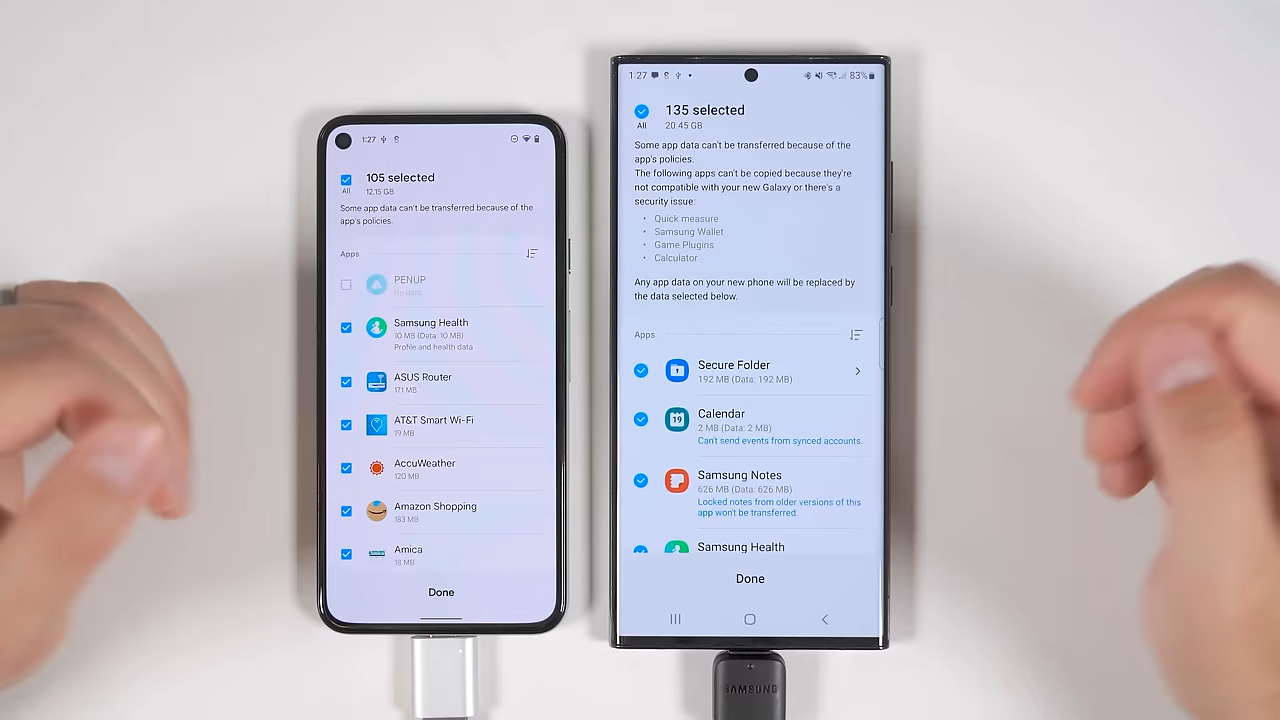 1:27
105 selected
All
12.15 GB
Some app data can't be transferred because of the
app's policies.
Apps
PENUP
No data
Samsung Health
10 MB (Data: 10 MB)
Profile and health data
ASUS Router
171 MB
AT&T Smart Wi-Fi
19 MB
AccuWeather
120 MB
Amazon Shopping
183 MB
Amica
18 MB
Done
1:27
83%
135 selected
All
20.45 GB
Some app data can't be transferred because of the
app's policies.
The following apps can't be copied because they're
not compatible with your new Galaxy or there's a
security issue:
• Quick measure
• Samsung Wallet
• Game Plugins
• Calculator
Any app data on your new phone will be replaced by
the data selected below.
Apps
Secure Folder
192 MB (Data: 192 MB)
19
Calendar
2 MB (Data: 2 MB)
Can't send events from synced accounts.
Samsung Notes
626 MB (Data: 626 MB)
Locked notes from older versions of this
app won't be transferred.
Samsung Health
Done
SAMSUNG